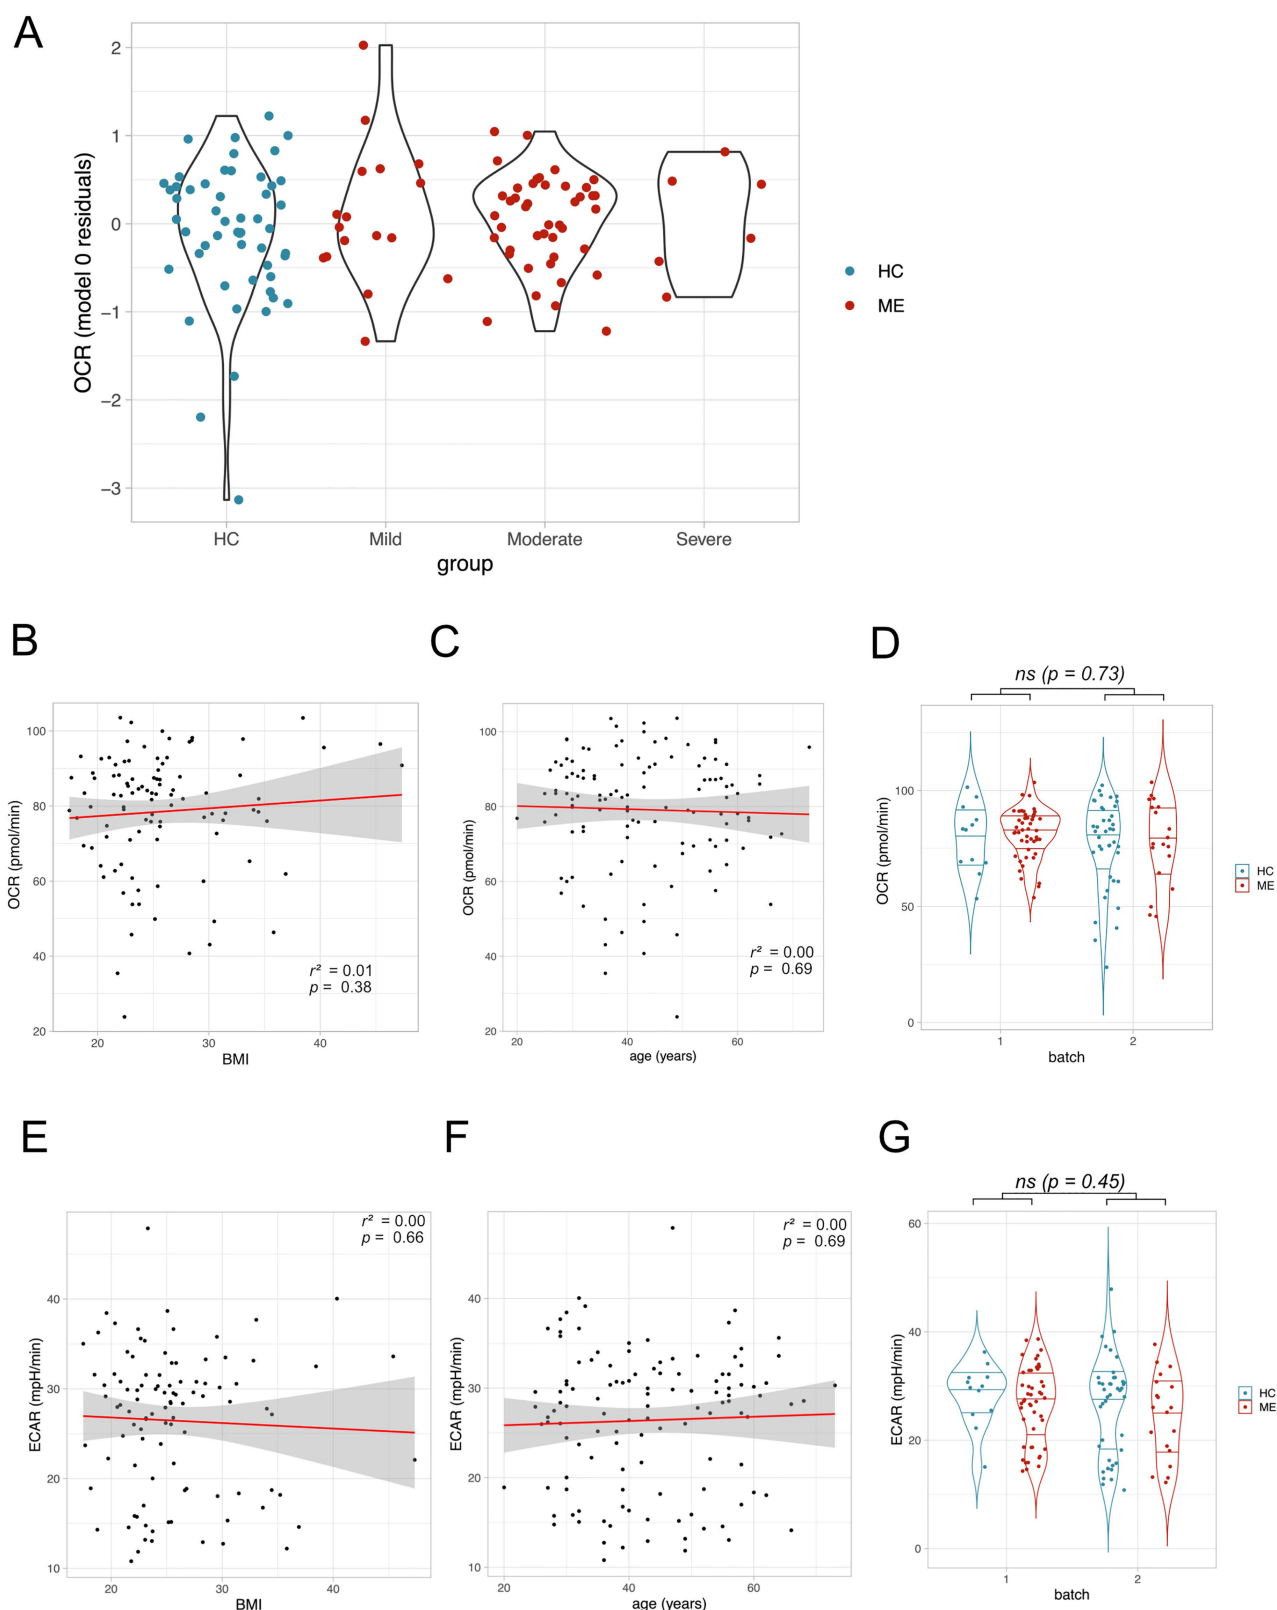 A
OCR (model 0 residuals)
2
1
0
−1
−2
−3
HC
Mild
Moderate
Severe
group
HC
ME
B
OCR (pmol/min)
100
80
60
40
20
r² = 0.01
p = 0.38
20
30
40
BMI
C
OCR (pmol/min)
100
80
60
40
20
r² = 0.00
p = 0.69
20
40
60
age (years)
D
ns (p = 0.73)
OCR (pmol/min)
100
50
0
1
2
batch
HC
ME
E
r² = 0.00
p = 0.66
ECAR (mpH/min)
40
30
20
10
20
30
40
BMI
F
r² = 0.00
p = 0.69
ECAR (mpH/min)
40
30
20
10
20
40
60
age (years)
G
ns (p = 0.45)
ECAR (mpH/min)
60
40
20
0
1
2
batch
HC
ME